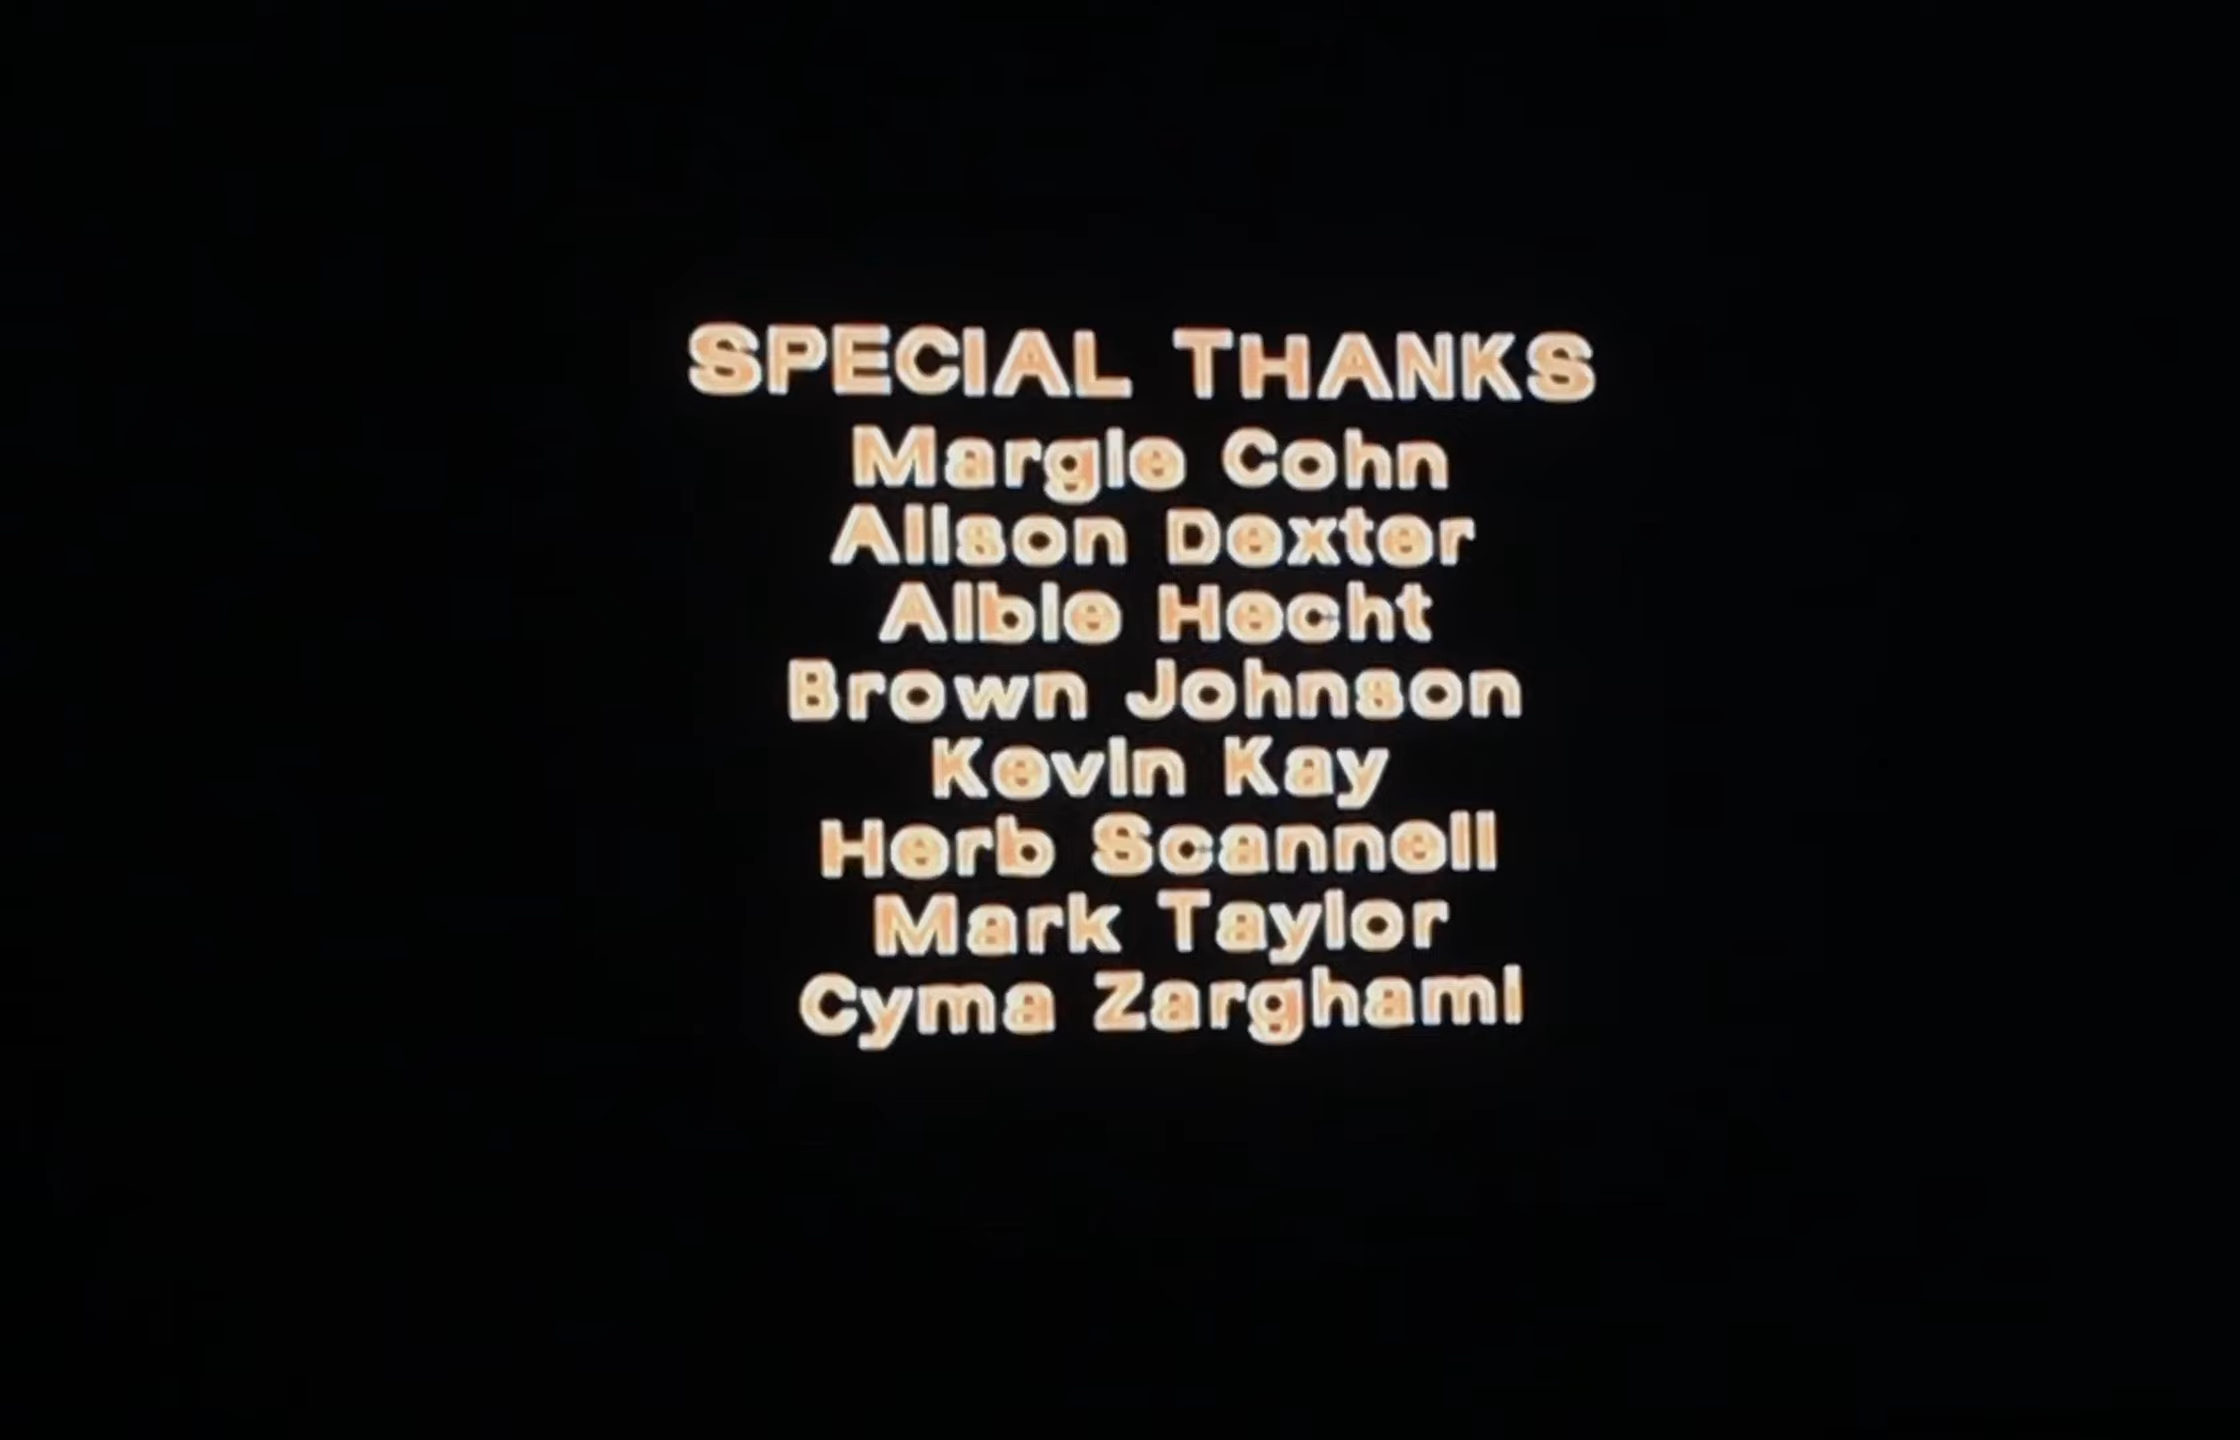 SPECIAL THANKS
Margie Cohn
Alison Dexter
Albie Hecht
Brown Johnson
Kevin Kay
Herb Scannell
Mark Taylor
Cyma Zarghami